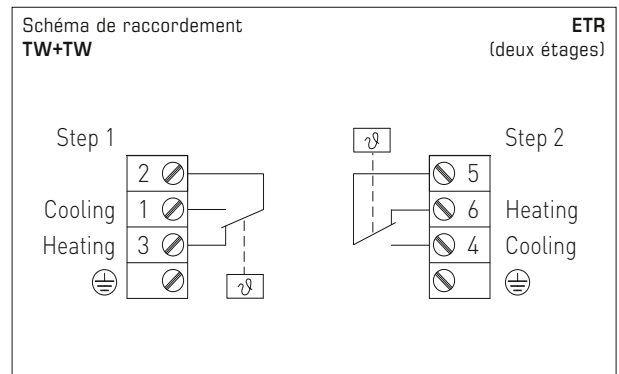 Schéma de raccordement
TW+TW
ETR
(deux étages)
Step 1
2
Cooling 1
Heating 3
ϑ
ϑ
Step 2
5
6 Heating
4 Cooling